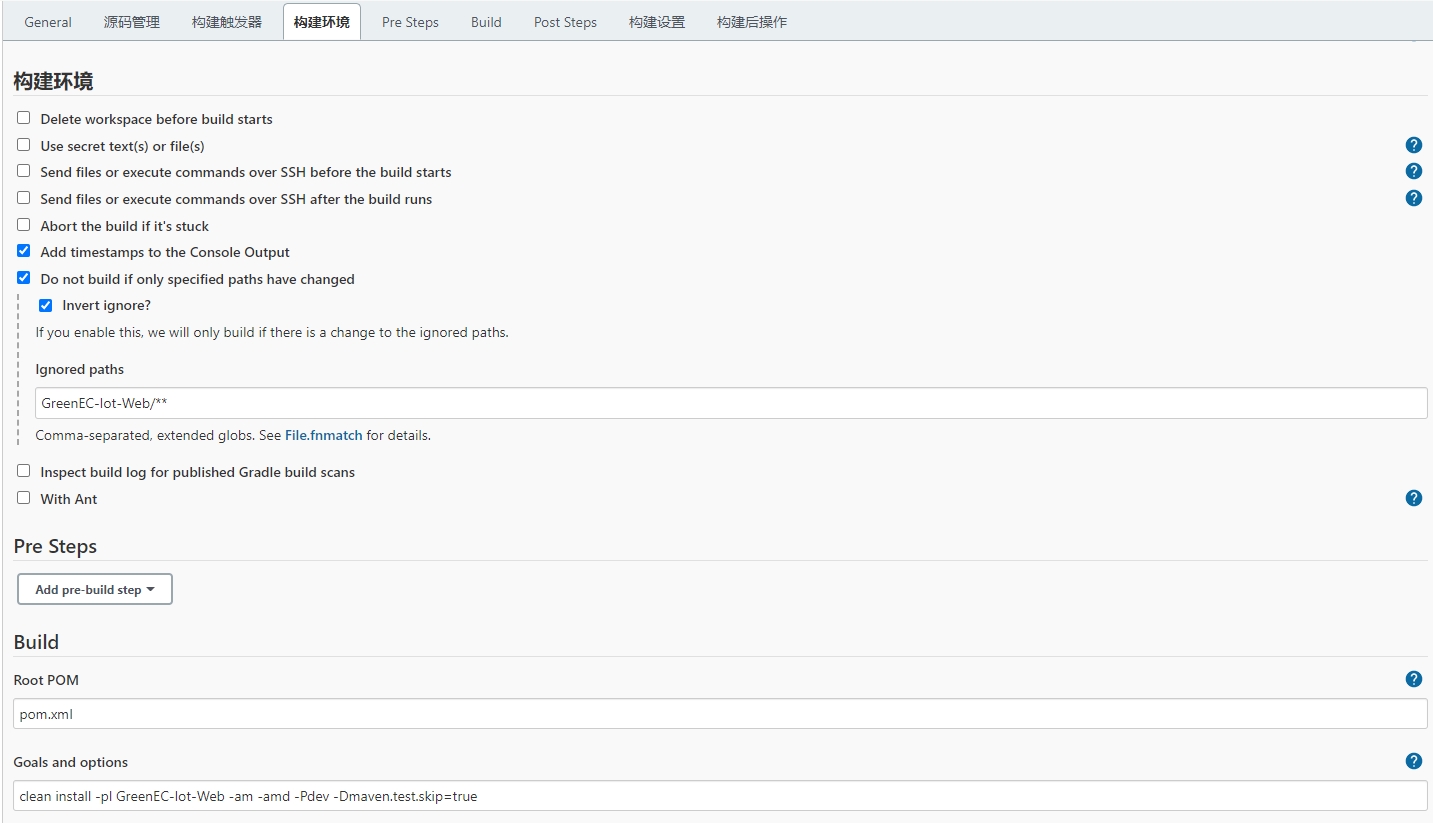 General 源码管理 构建触发器 构建环境 Pre Steps Build Post Steps 构建设置 构建后操作
构建环境
Delete workspace before build starts
Use secret text(s) or file(s)
Send files or execute commands over SSH before the build starts
Send files or execute commands over SSH after the build runs
Abort the build if it's stuck
Add timestamps to the Console Output
Do not build if only specified paths have changed
Invert ignore?
If you enable this, we will only build if there is a change to the ignored paths.
Ignored paths
GreenEC-Iot-Web/**
Comma-separated, extended globs. See File.fnmatch for details.
Inspect build log for published Gradle build scans
With Ant
Pre Steps
Add pre-build step
Build
Root POM
pom.xml
Goals and options
clean install -pl GreenEC-Iot-Web -am -amd -Pdev -Dmaven.test.skip=true